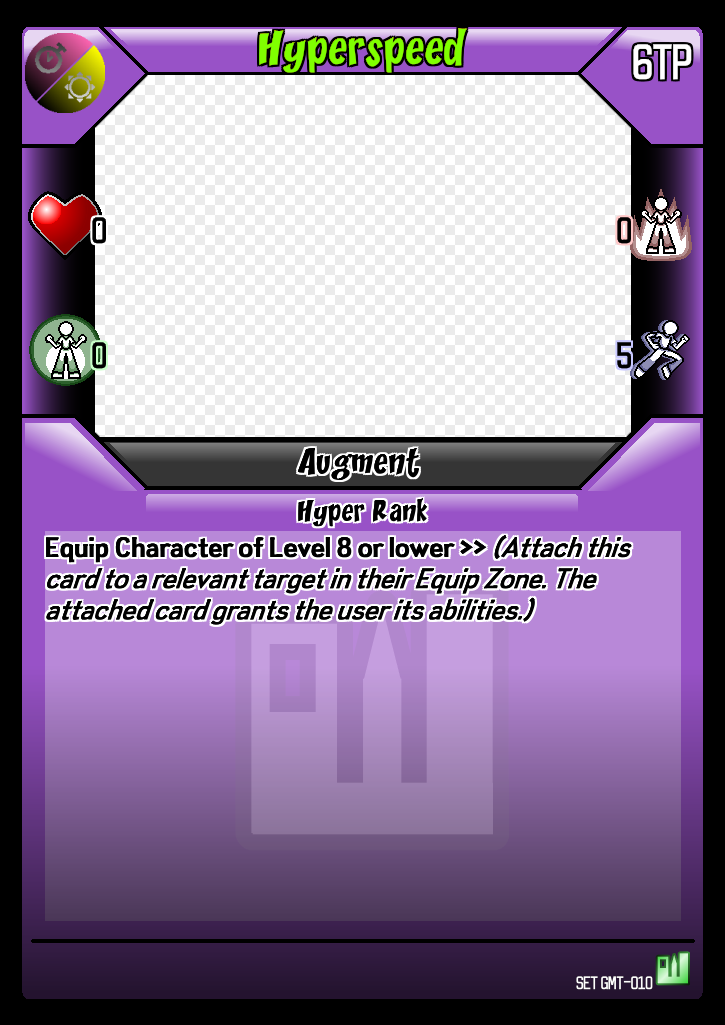 Hyperspeed
6TP
0
0
0
5
Augment
Hyper Rank
Equip Character of Level 8 or lower >> (Attach this
card to a relevant target in their Equip Zone. The
attached card grants the user its abilities.)
SET GMT-010